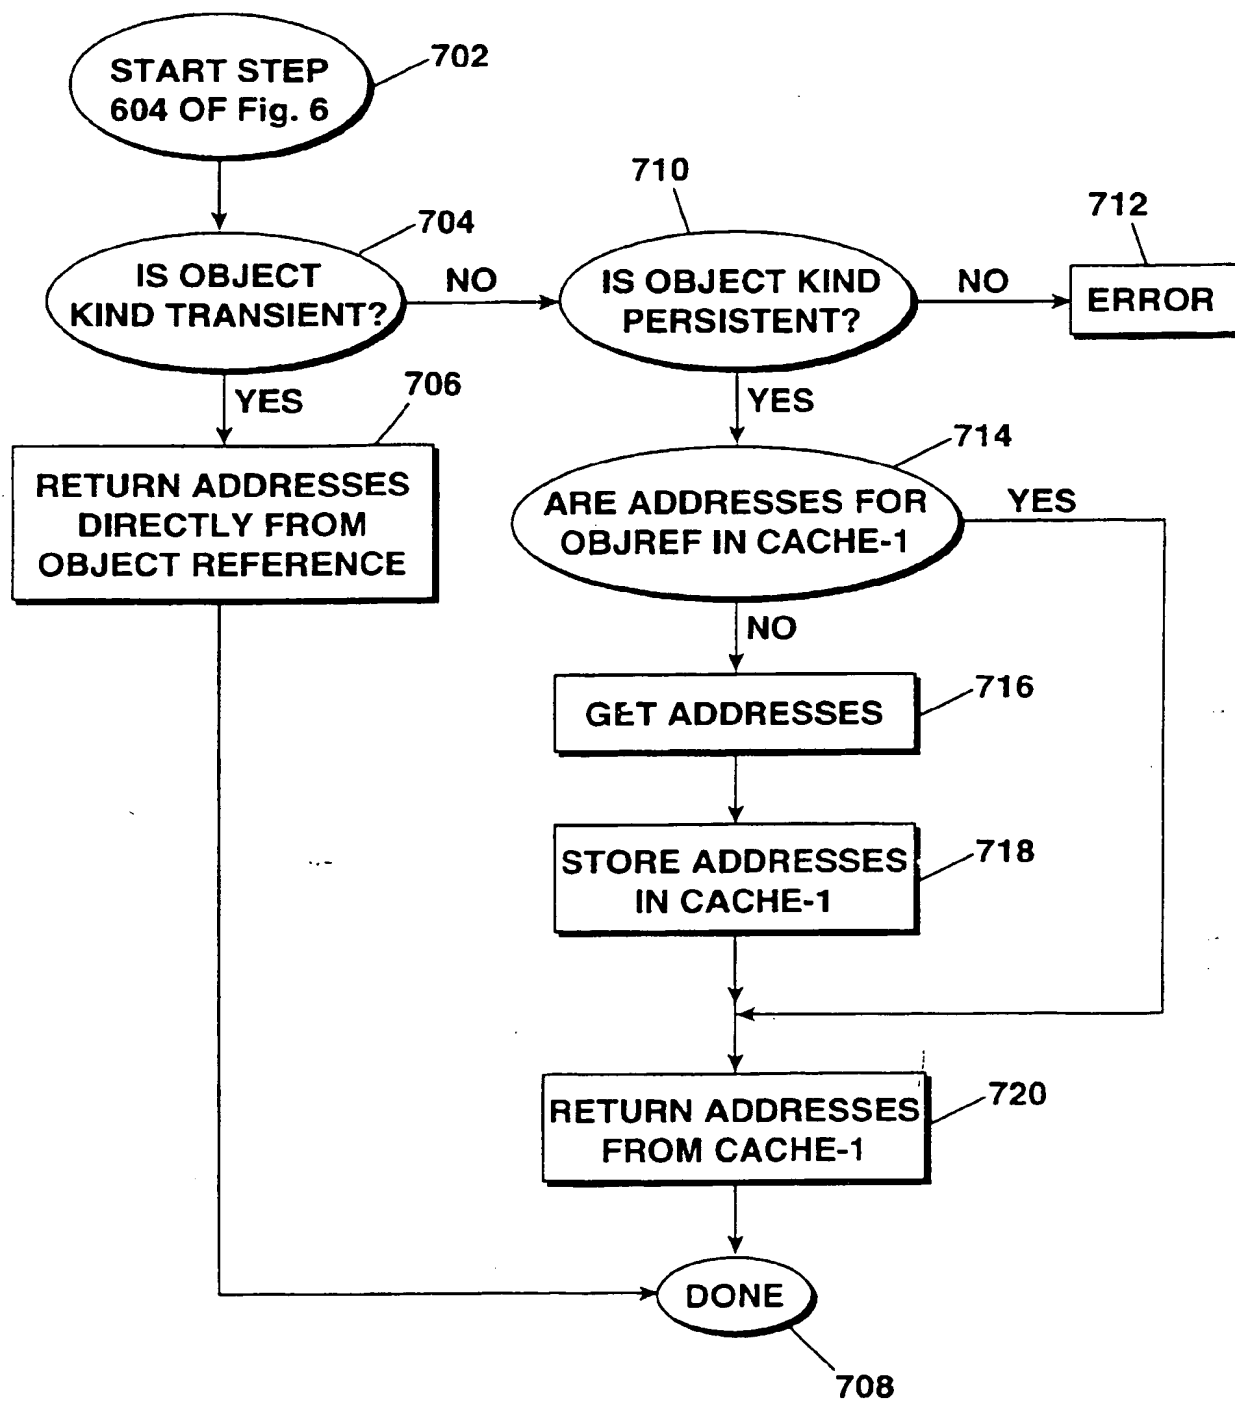 START STEP
604 OF Fig. 6
702
IS OBJECT
KIND TRANSIENT?
704
NO
YES
RETURN ADDRESSES
DIRECTLY FROM
OBJECT REFERENCE
706
710
IS OBJECT KIND
PERSISTENT?
NO
712
ERROR
YES
714
ARE ADDRESSES FOR
OBJREF IN CACHE-1
YES
NO
GET ADDRESSES
716
STORE ADDRESSES
IN CACHE-1
718
RETURN ADDRESSES
FROM CACHE-1
720
DONE
708